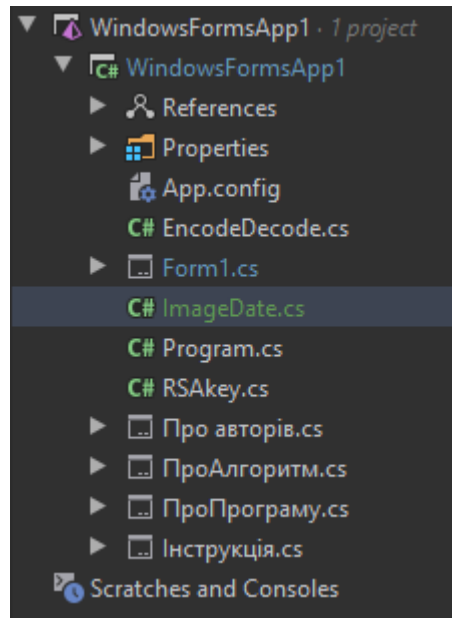 WindowsFormsApp1 · 1 project
C# WindowsFormsApp1
References
Properties
App.config
C# EncodeDecode.cs
Form1.cs
C# ImageDate.cs
C# Program.cs
C# RSAkey.cs
Про авторів.cs
ПроАлгоритм.cs
ПроПрограму.cs
Інструкція.cs
Scratches and Consoles